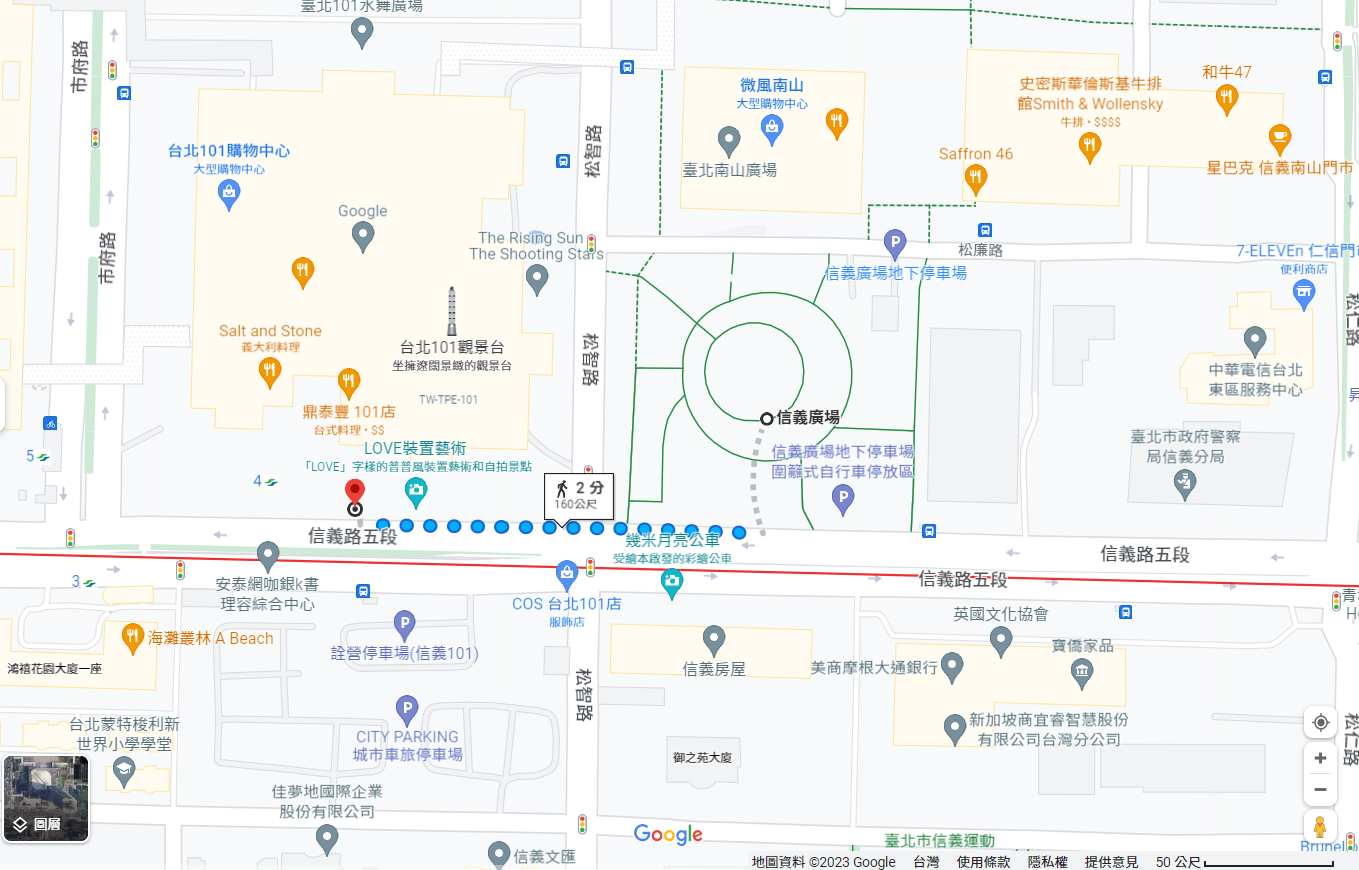 臺北101水舞廣場
市府路
松智路
微風南山
大型購物中心
臺北南山廣場
史密斯華倫斯基牛排
館Smith & Wollensky
牛排・$$$$
和牛47
Saffron 46
星巴克 信義南山門市
台北101購物中心
大型購物中心
Google
The Rising Sun
The Shooting Stars
市府路
P
信義廣場地下停車場
松廉路
7-ELEVEn 仁信門市
便利商店
松仁路
Salt and Stone
義大利料理
台北101觀景台
坐擁遼闊景緻的觀景台
TW-TPE-101
松智路
鼎泰豐 101店
台式料理・$$
中華電信台北
東區服務中心
信義廣場
LOVE裝置藝術
「LOVE」字樣的普普風裝置藝術和自拍景點
信義廣場地下停車場
圍籬式自行車停放區
P
臺北市政府警察
局信義分局
5
4
2 分
160公尺
信義路五段
幾米月亮公車
受繪本啟發的彩繪公車
信義路五段
信義路五段
3
安泰網咖銀k書
理容綜合中心
COS 台北101店
服飾店
英國文化協會
海灘叢林 A Beach
P
詮營停車場(信義101)
信義房屋
美商摩根大通銀行
寶僑家品
鴻禧花園大廈一座
松智路
P
CITY PARKING
城市車旅停車場
新加坡商宜睿智慧股份
有限公司台灣分公司
松仁路
台北蒙特梭利新
世界小學學堂
御之苑大廈
佳夢地國際企業
股份有限公司
圖層
Google
臺北市信義運動
信義文匯
地圖資料 ©2023 Google 台灣 使用條款 隱私權 提供意見 50 公尺